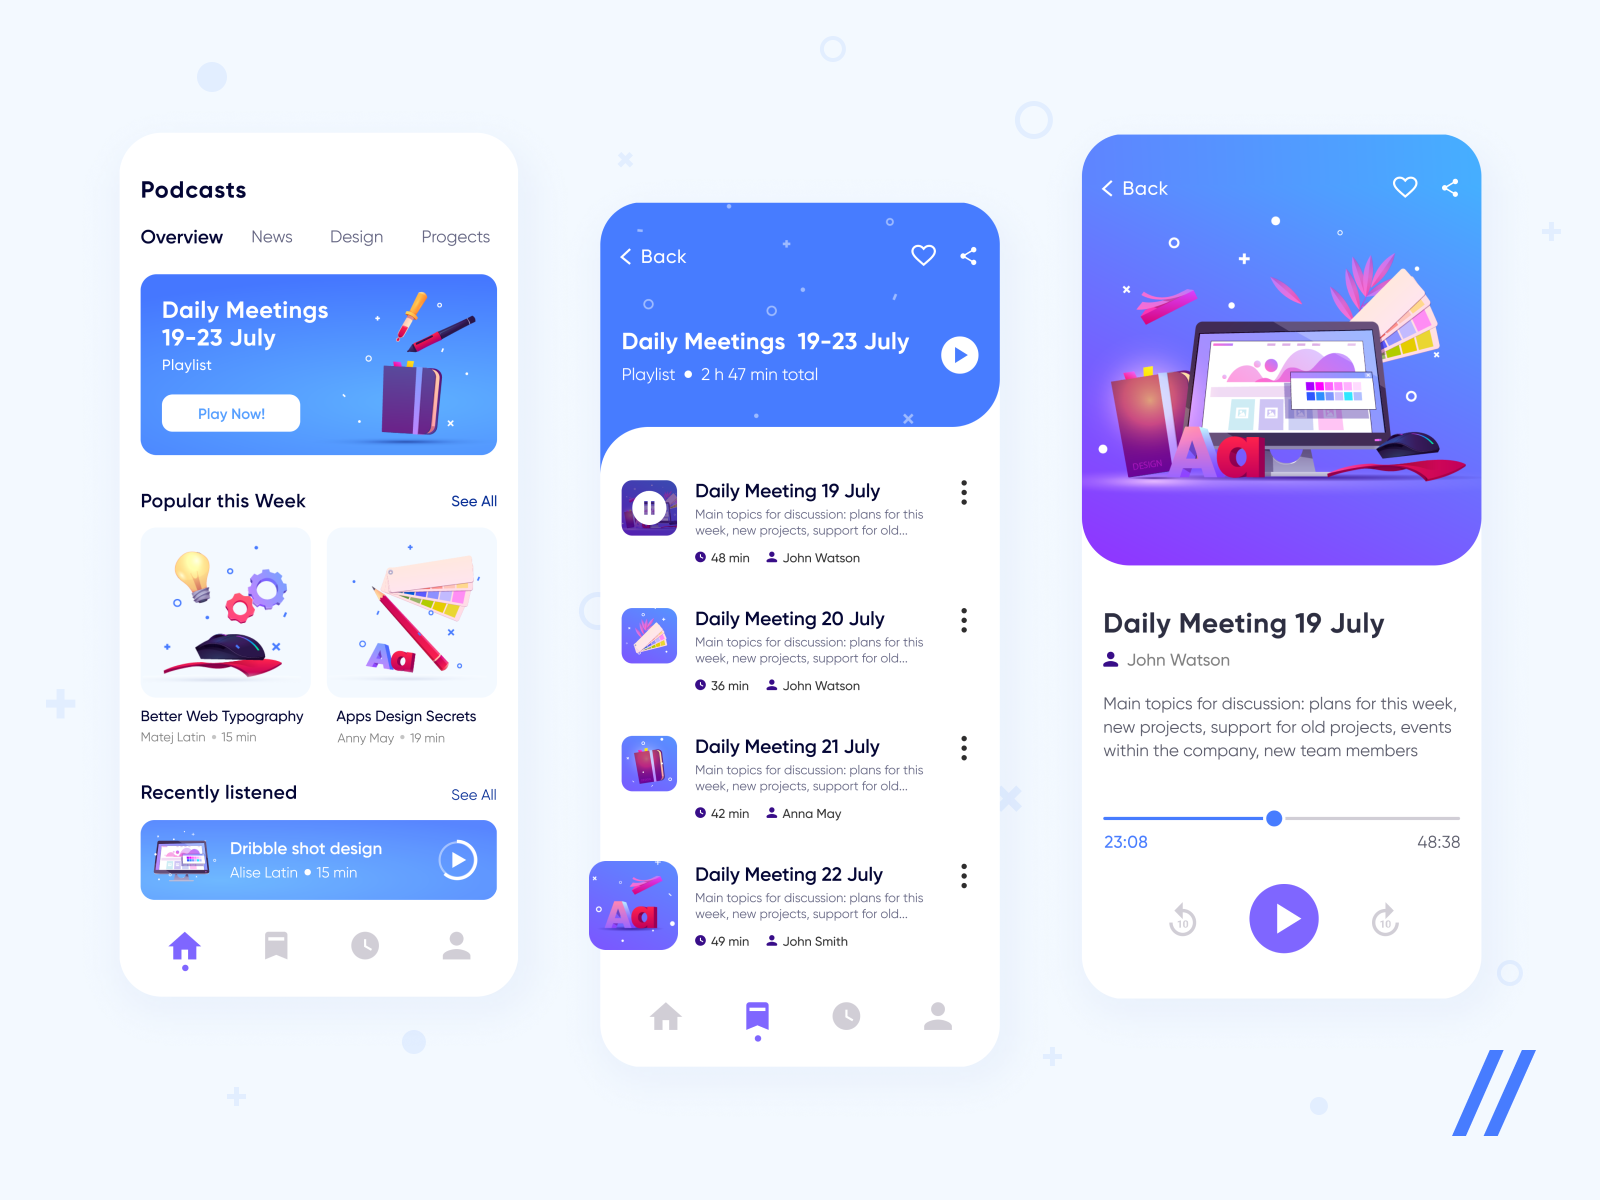 Podcasts
Overview News Design Progects
Daily Meetings
19-23 July
Playlist
Play Now!
Popular this Week See All
Aa
Better Web Typography
Matej Latin • 15 min
Apps Design Secrets
Anny May • 19 min
Recently listened See All
Dribble shot design
Alise Latin • 15 min
Back
Daily Meetings 19-23 July
Playlist • 2 h 47 min total
Daily Meeting 19 July
Main topics for discussion: plans for this
week, new projects, support for old...
48 min John Watson
Daily Meeting 20 July
Main topics for discussion: plans for this
week, new projects, support for old...
36 min John Watson
Daily Meeting 21 July
Main topics for discussion: plans for this
week, new projects, support for old...
42 min Anna May
Aa
Daily Meeting 22 July
Main topics for discussion: plans for this
week, new projects, support for old...
49 min John Smith
Back
DESIGN
Aa
Daily Meeting 19 July
John Watson
Main topics for discussion: plans for this week,
new projects, support for old projects, events
within the company, new team members
23:08 48:38
10 10